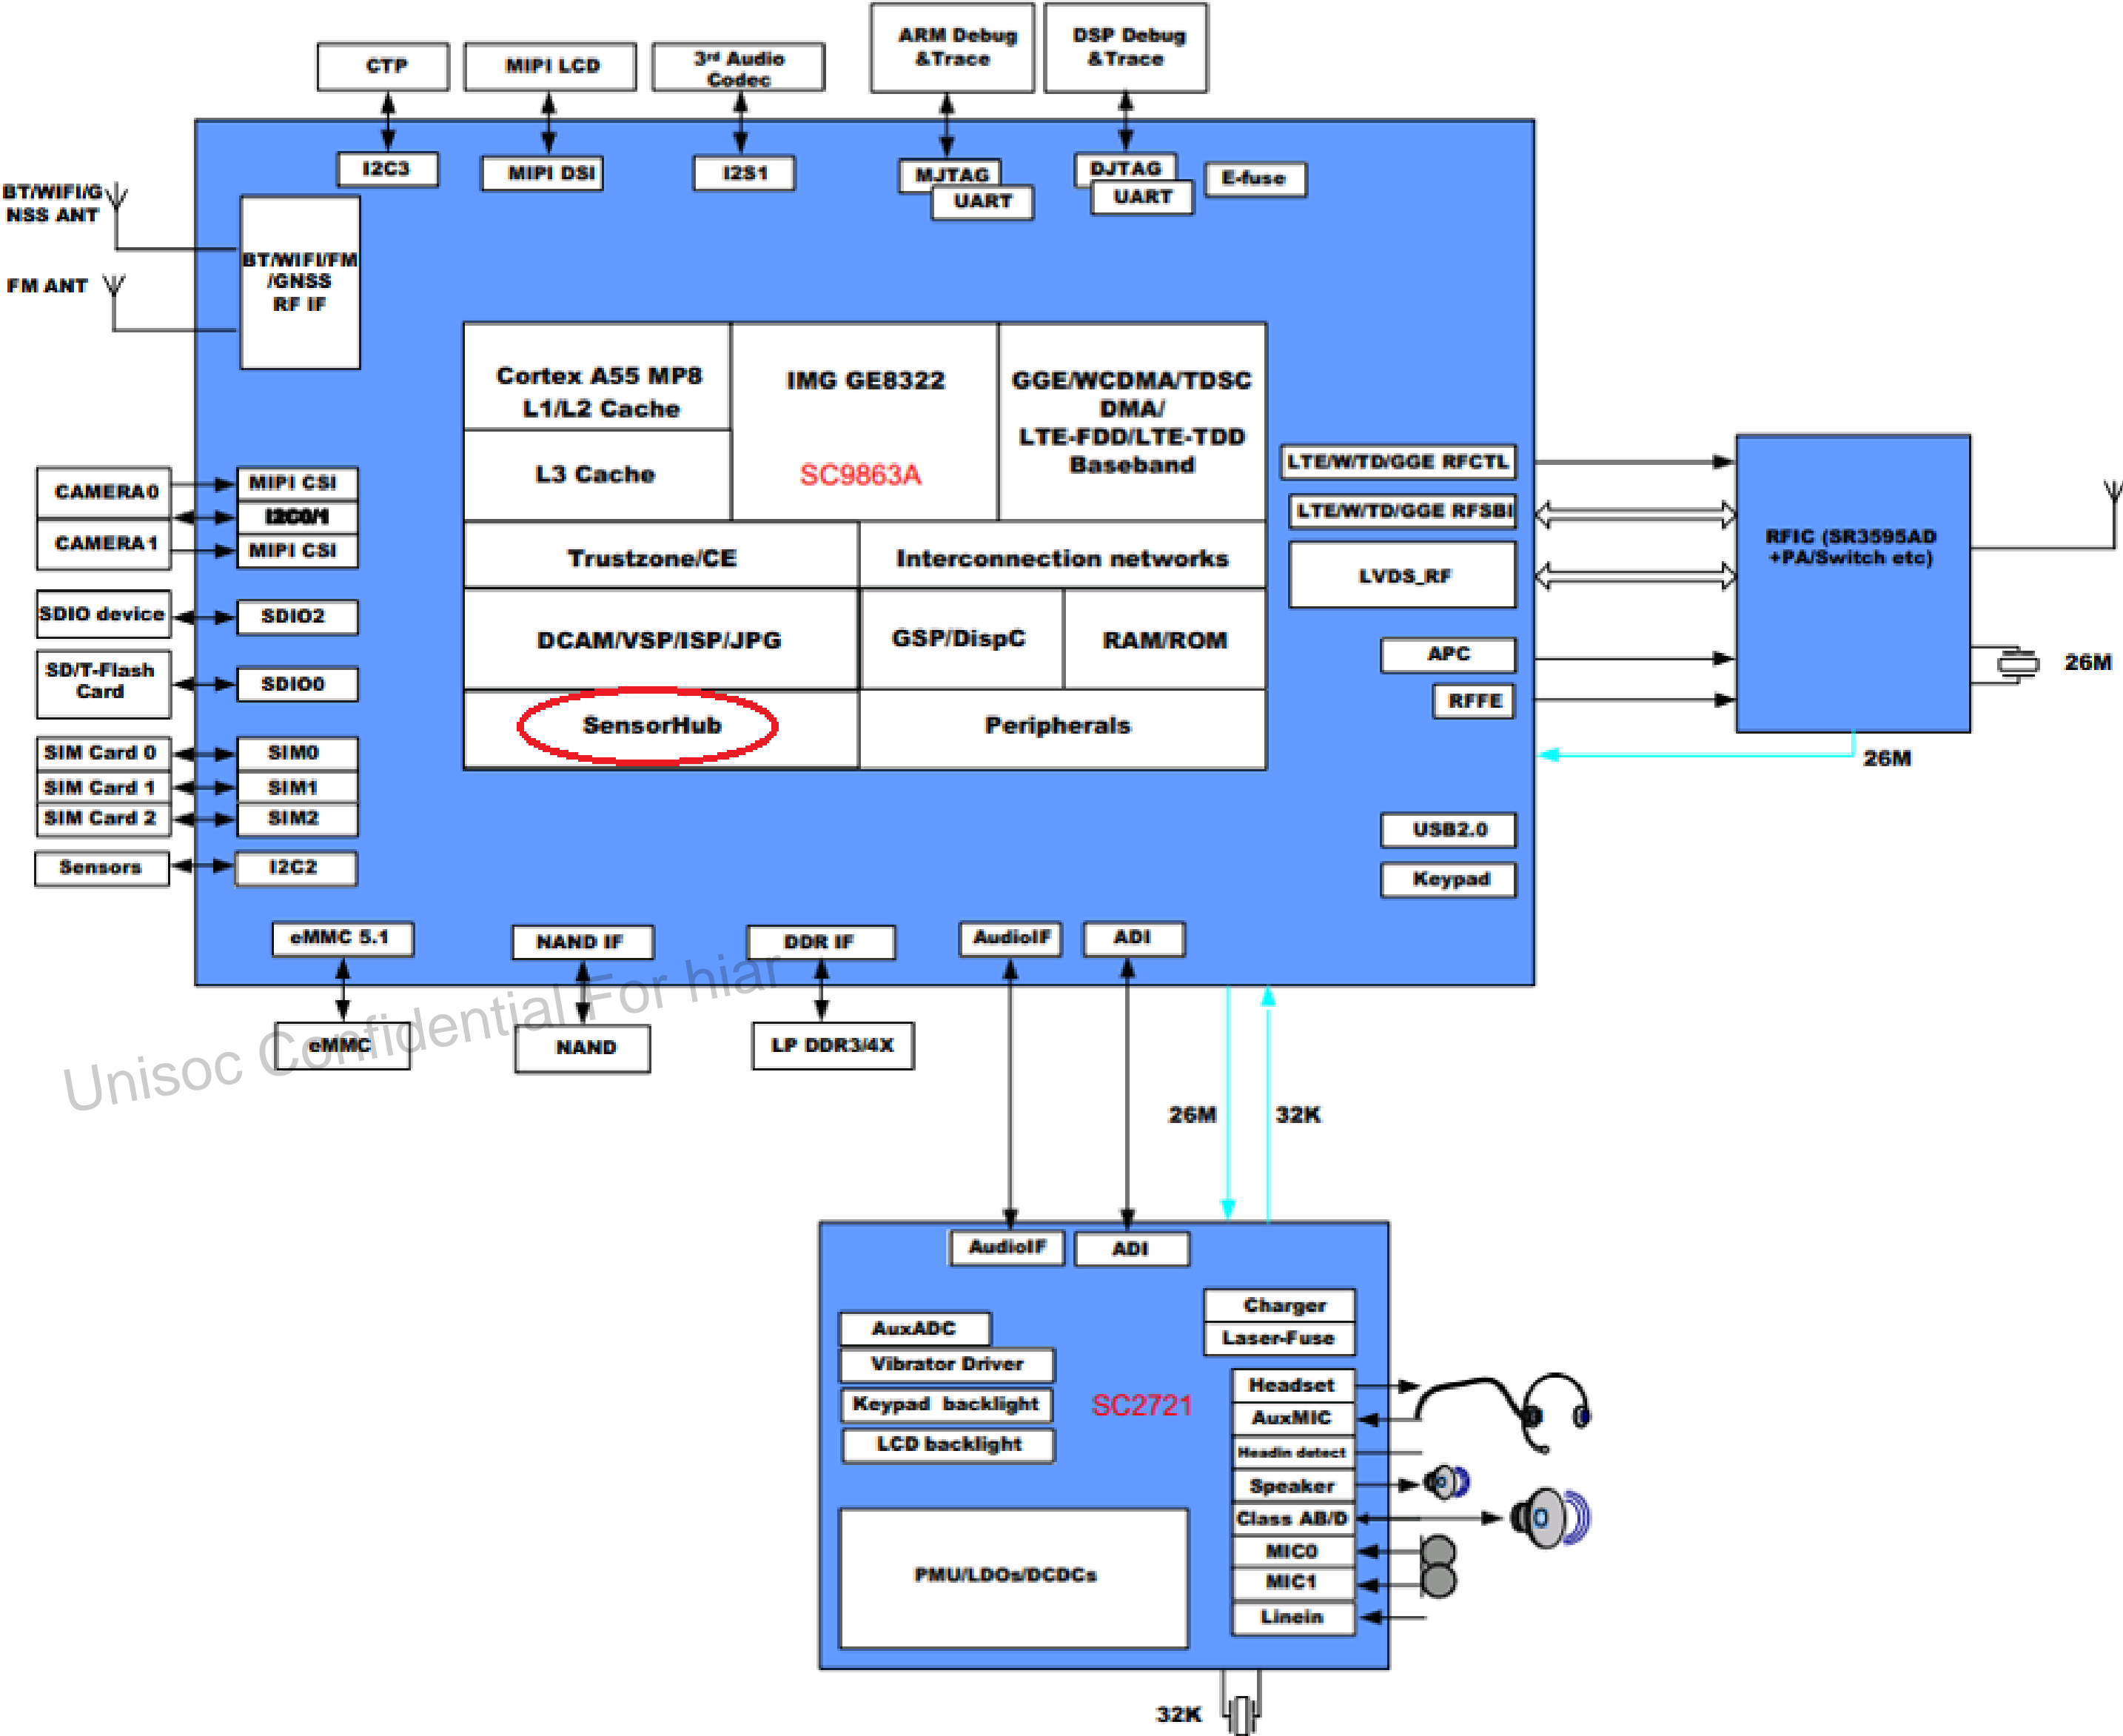 ARM Debug
&Trace
DSP Debug
&Trace
CTP
MIPI LCD
3rd Audio
Codec
I2C3
MIPI DSI
I2S1
MJTAG
UART
DJTAG
UART
E-fuse
BT/WIFI/G
NSS ANT
FM ANT
BT/WIFI/FM
/GNSS
RF IF
Cortex A55 MP8
L1/L2 Cache
L3 Cache
IMG GE8322
SC9863A
GGE/WCDMA/TDSC
DMA/
LTE-FDD/LTE-TDD
Baseband
Trustzone/CE
Interconnection networks
DCAM/VSP/ISP/JPG
GSP/DispC
RAM/ROM
SensorHub
Peripherals
CAMERA0
MIPI CSI
I2C0/1
CAMERA1
MIPI CSI
SDIO device
SDIO2
SD/T-Flash
Card
SDIO0
SIM Card 0
SIM0
SIM Card 1
SIM1
SIM Card 2
SIM2
Sensors
I2C2
LTE/W/TD/GGE RFCTL
LTE/W/TD/GGE RFSBI
LVDS_RF
APC
RFFE
RFIC (SR3595AD
+PA/Switch etc)
26M
26M
USB2.0
Keypad
eMMC 5.1
NAND IF
DDR IF
AudioIF
ADI
eMMC
NAND
LP DDR3/4X
Unisoc Confidential For hiar
26M
32K
AudioIF
ADI
Charger
Laser-Fuse
AuxADC
Vibrator Driver
Keypad backlight
LCD backlight
SC2721
Headset
AuxMIC
Headin detect
Speaker
Class AB/D
MIC0
MIC1
Linein
PMU/LDOs/DCDCs
32K